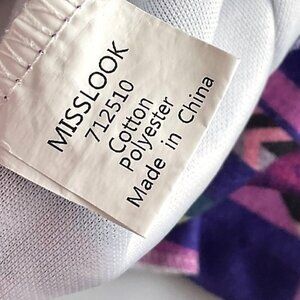 MISSLOOK
712510
Cotton
Polyester
Made in China